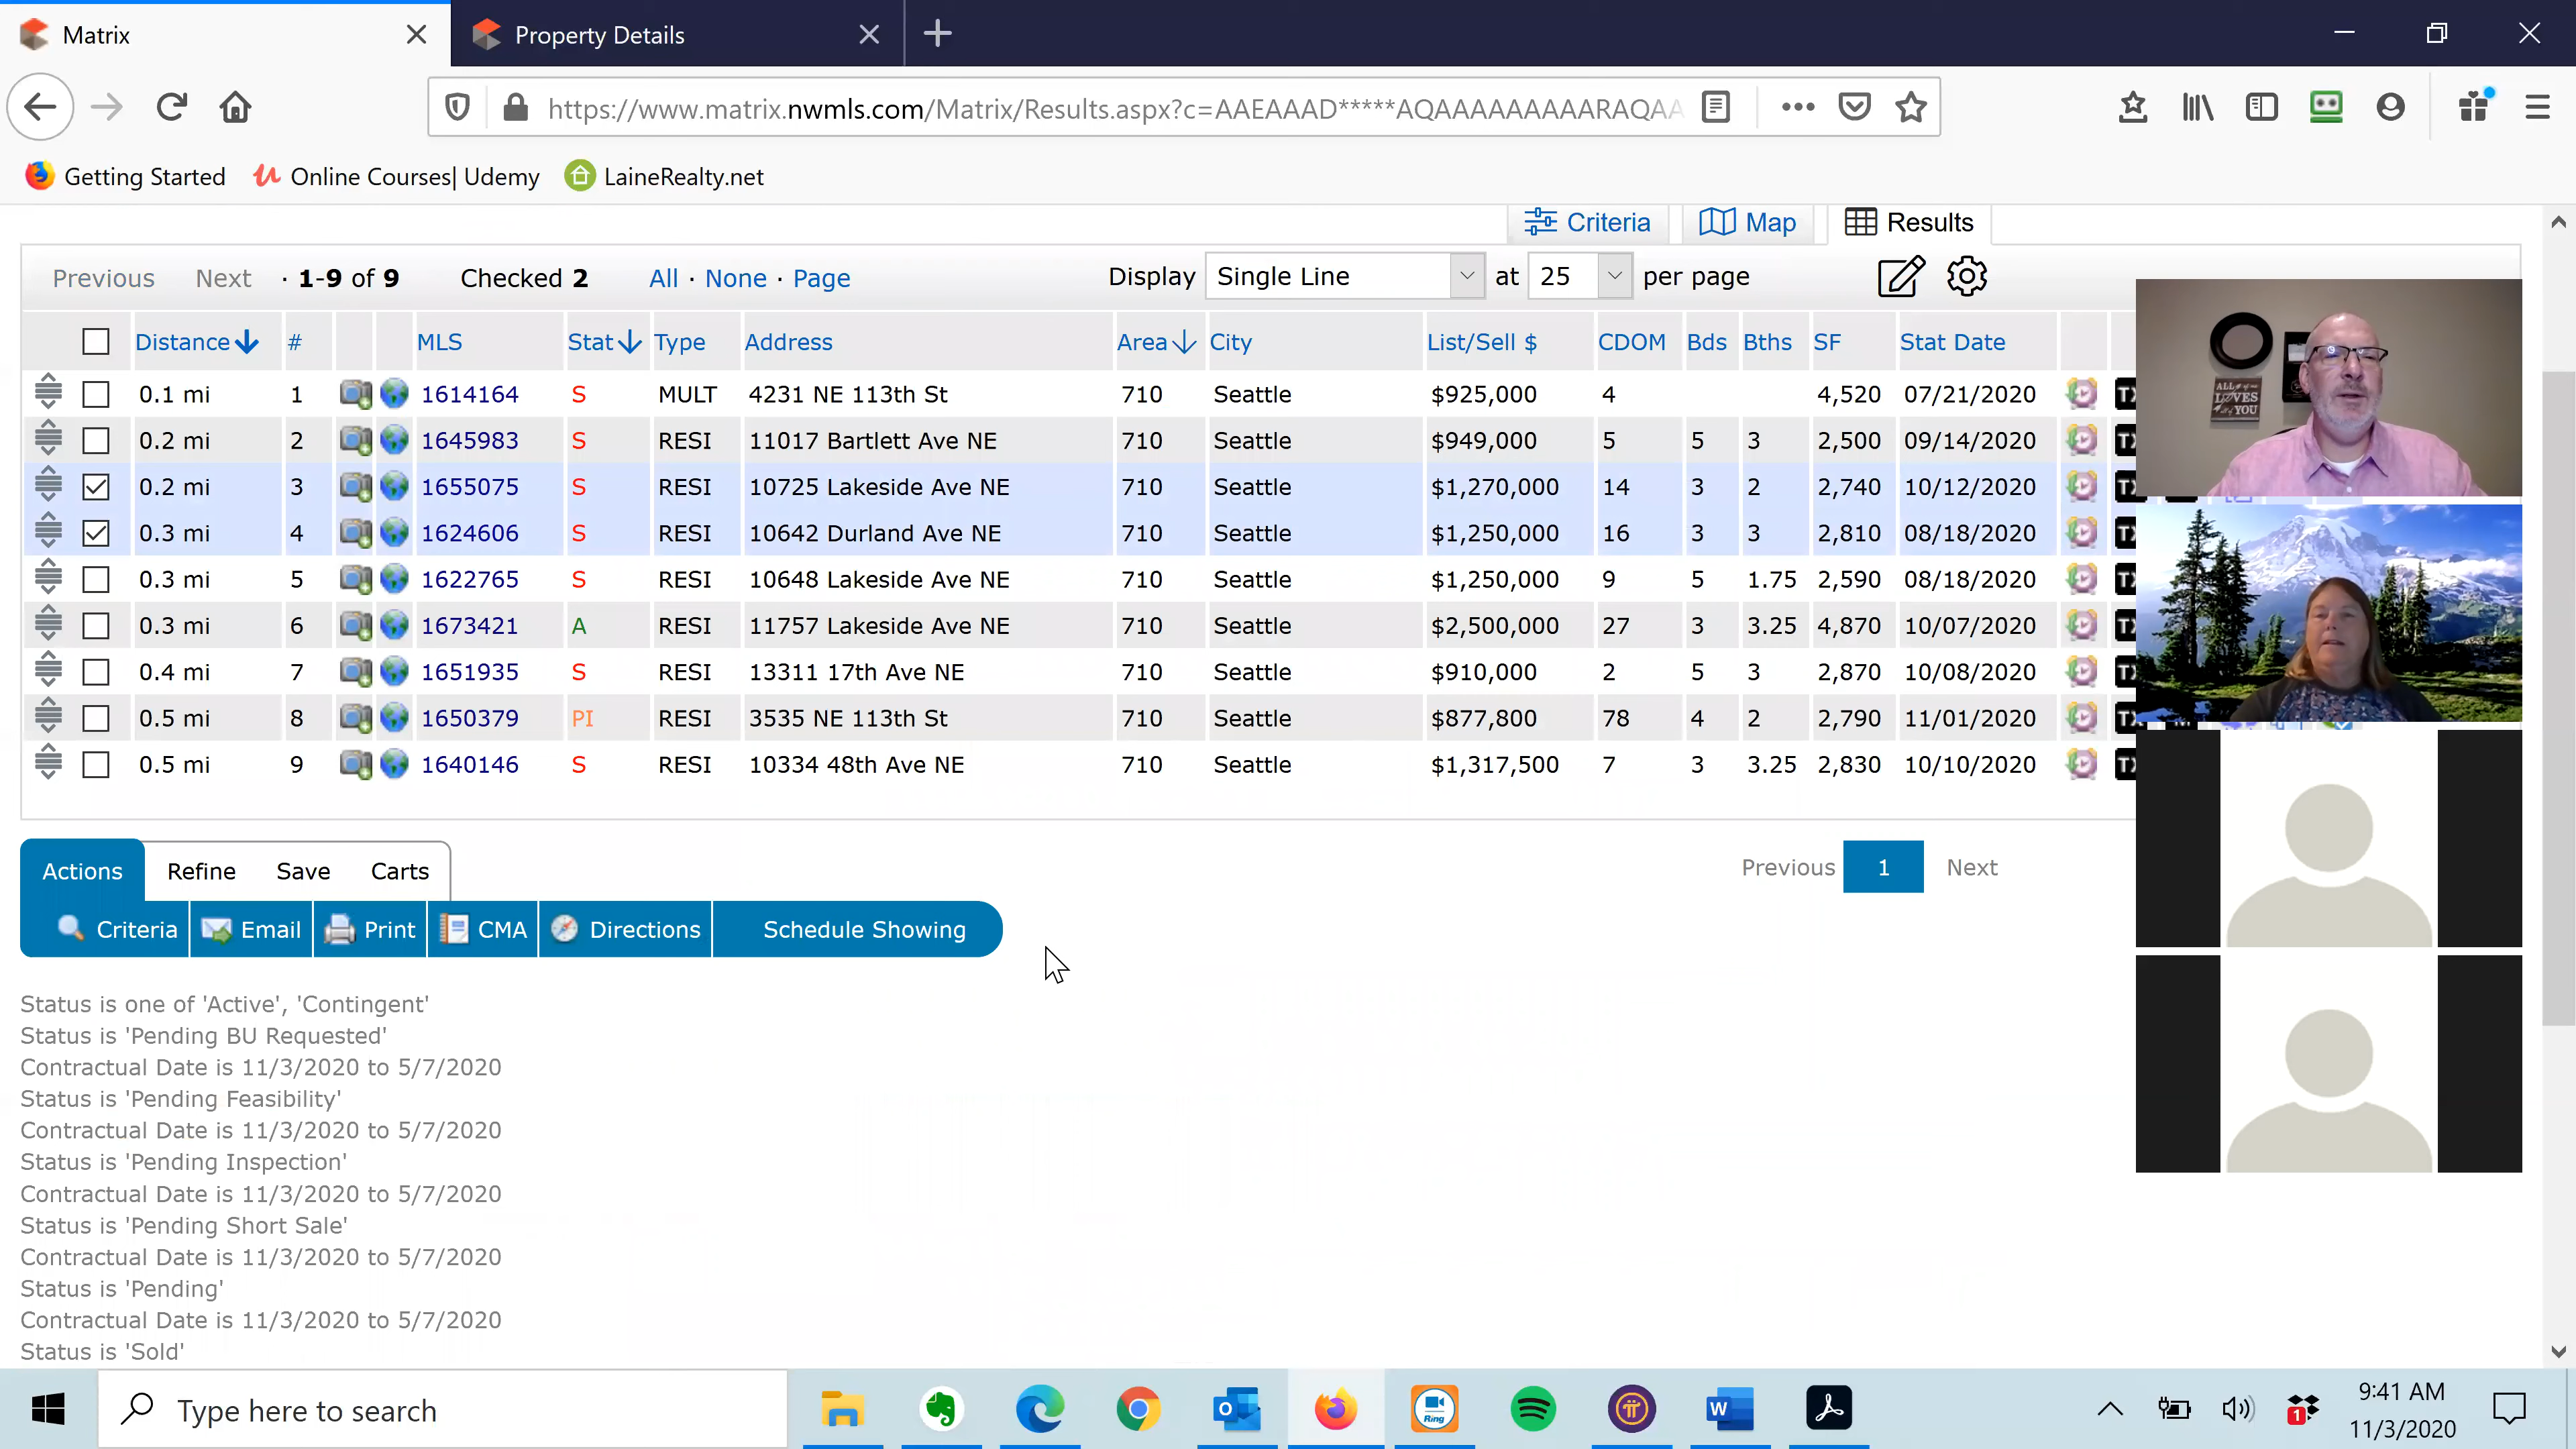 Matrix
Property Details
https://www.matrix.nwmls.com/Matrix/Results.aspx?c=AAEAAAD*****AQAAAAAAAAARAQAA
Getting Started Online Courses| Udemy LaineRealty.net
Criteria Map Results
Previous Next · 1-9 of 9 Checked 2 All · None · Page Display Single Line at 25 per page
Distance # MLS Stat Type Address Area City List/Sell $ CDOM Bds Bths SF Stat Date
0.1 mi 1 1614164 S MULT 4231 NE 113th St 710 Seattle $925,000 4 4,520 07/21/2020
0.2 mi 2 1645983 S RESI 11017 Bartlett Ave NE 710 Seattle $949,000 5 5 3 2,500 09/14/2020
0.2 mi 3 1655075 S RESI 10725 Lakeside Ave NE 710 Seattle $1,270,000 14 3 2 2,740 10/12/2020
0.3 mi 4 1624606 S RESI 10642 Durland Ave NE 710 Seattle $1,250,000 16 3 3 2,810 08/18/2020
0.3 mi 5 1622765 S RESI 10648 Lakeside Ave NE 710 Seattle $1,250,000 9 5 1.75 2,590 08/18/2020
0.3 mi 6 1673421 A RESI 11757 Lakeside Ave NE 710 Seattle $2,500,000 27 3 3.25 4,870 10/07/2020
0.4 mi 7 1651935 S RESI 13311 17th Ave NE 710 Seattle $910,000 2 5 3 2,870 10/08/2020
0.5 mi 8 1650379 PI RESI 3535 NE 113th St 710 Seattle $877,800 78 4 2 2,790 11/01/2020
0.5 mi 9 1640146 S RESI 10334 48th Ave NE 710 Seattle $1,317,500 7 3 3.25 2,830 10/10/2020
ALL of me
LOVES
all of YOU
Actions Refine Save Carts
Previous 1 Next
Criteria Email Print CMA Directions Schedule Showing
Status is one of 'Active', 'Contingent'
Status is 'Pending BU Requested'
Contractual Date is 11/3/2020 to 5/7/2020
Status is 'Pending Feasibility'
Contractual Date is 11/3/2020 to 5/7/2020
Status is 'Pending Inspection'
Contractual Date is 11/3/2020 to 5/7/2020
Status is 'Pending Short Sale'
Contractual Date is 11/3/2020 to 5/7/2020
Status is 'Pending'
Contractual Date is 11/3/2020 to 5/7/2020
Status is 'Sold'
Type here to search
Ring
1
9:41 AM
11/3/2020